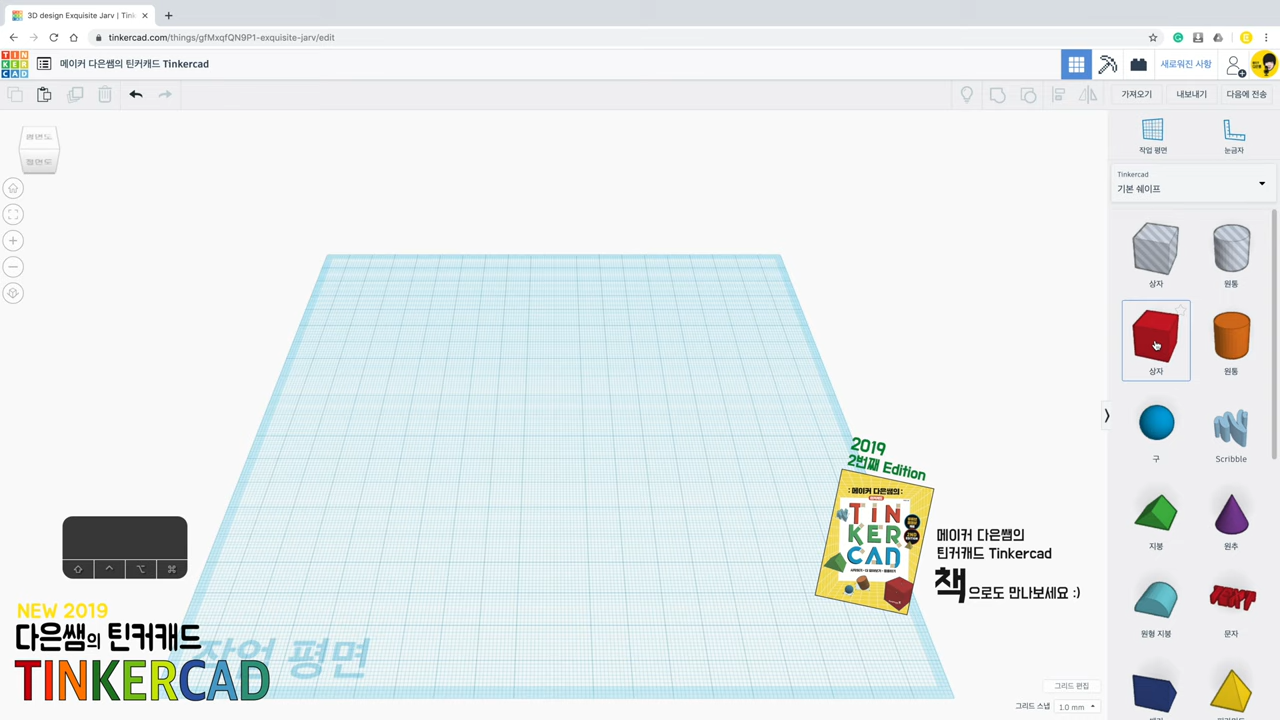 3D design Exquisite Jarv | Tink
tinkercad.com/things/gfMxqfQN9P1-exquisite-jarv/edit
TIN
KER
CAD
메이커 다은쌤의 틴커캐드 Tinkercad
새로워진 사항
가져오기
내보내기
다음에 전송
평면도
정면도
작업 평면
눈금자
Tinkercad
기본 쉐이프
상자
원통
상자
원통
구
Scribble
지붕
원추
원형 지붕
문자
2019
2번째 Edition
: 메이커 다은쌤의 :
TIN
KER
CAD
메이커 다은쌤의
틴커캐드 Tinkercad
책으로도 만나보세요 :)
NEW 2019
다은쌤의 틴커캐드
TINKERCAD
작업 평면
그리드 편집
그리드 스냅
1.0 mm